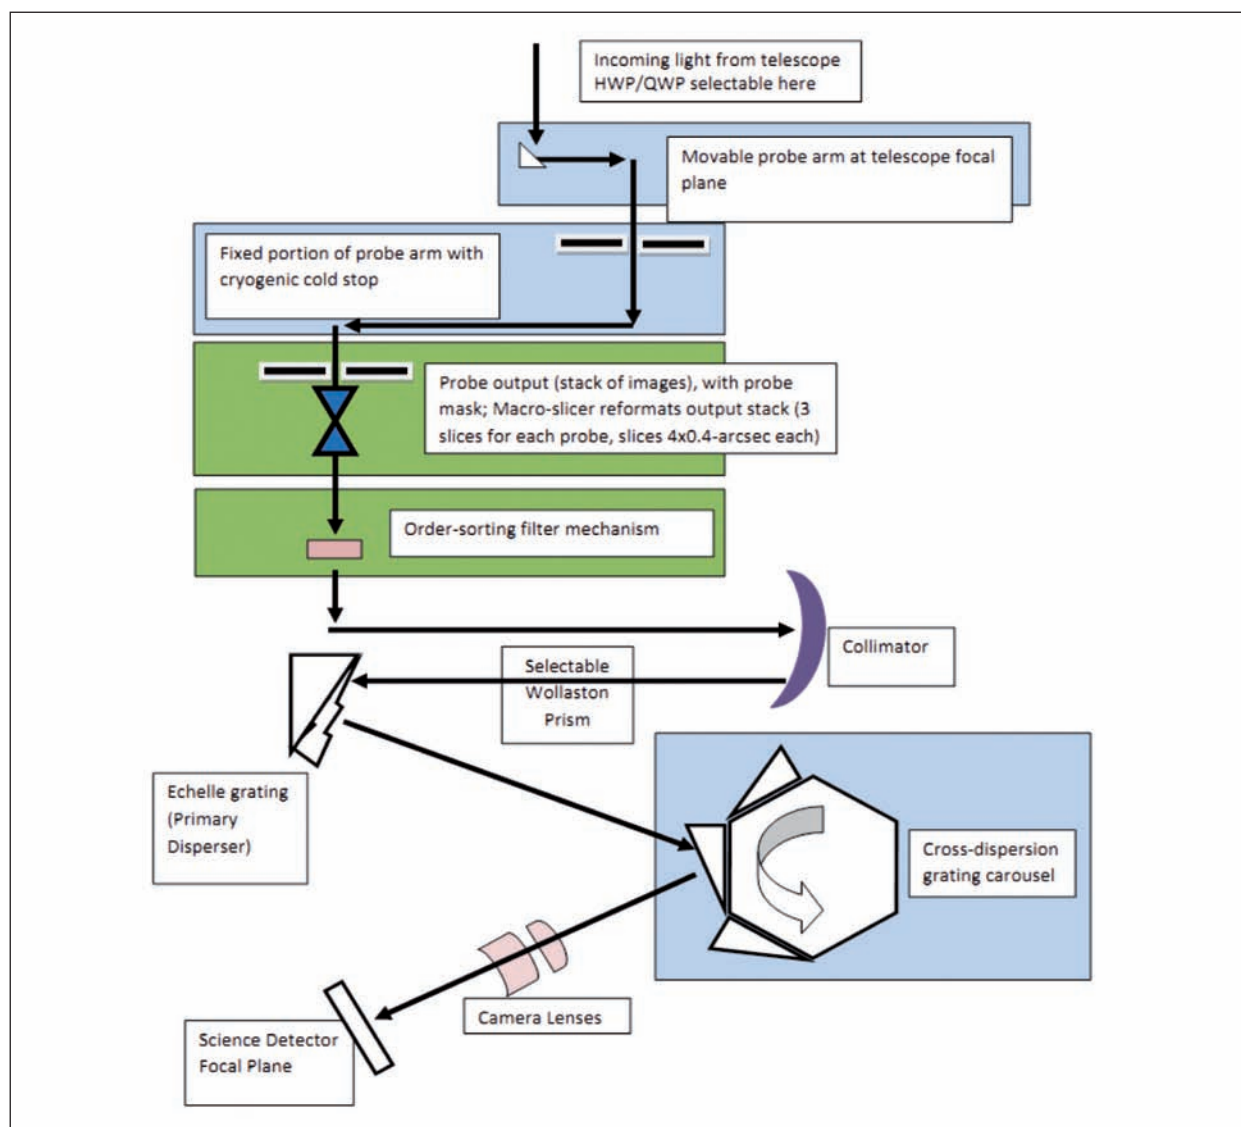 Incoming light from telescope
HWP/QWP selectable here
Movable probe arm at telescope focal
plane
Fixed portion of probe arm with
cryogenic cold stop
Probe output (stack of images), with probe
mask; Macro-slicer reformats output stack (3
slices for each probe, slices 4x0.4-arcsec each)
Order-sorting filter mechanism
Collimator
Selectable
Wollaston
Prism
Echelle grating
(Primary
Disperser)
Cross-dispersion
grating carousel
Camera Lenses
Science Detector
Focal Plane